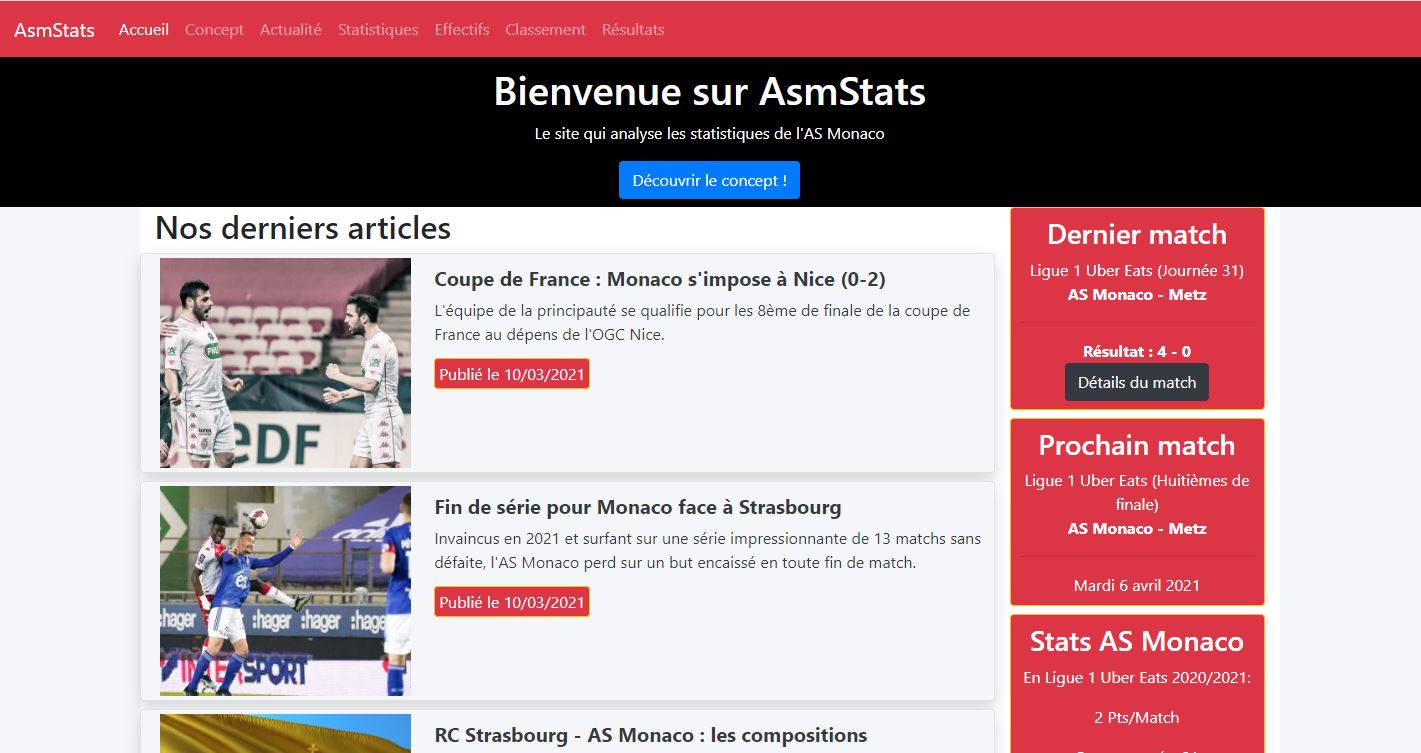 AsmStats Accueil Concept Actualité Statistiques Effectifs Classement Résultats
Bienvenue sur AsmStats
Le site qui analyse les statistiques de l'AS Monaco
Découvrir le concept !
Nos derniers articles
Coupe de France : Monaco s'impose à Nice (0-2)
L'équipe de la principauté se qualifie pour les 8ème de finale de la coupe de
France au dépens de l'OGC Nice.
Publié le 10/03/2021
eDF
Fin de série pour Monaco face à Strasbourg
Invaincus en 2021 et surfant sur une série impressionnante de 13 matchs sans
défaite, l'AS Monaco perd sur un but encaissé en toute fin de match.
Publié le 10/03/2021
:hager :hager :hager
INTERSPORT
RC Strasbourg - AS Monaco : les compositions
Dernier match
Ligue 1 Uber Eats (Journée 31)
AS Monaco - Metz
Résultat : 4 - 0
Détails du match
Prochain match
Ligue 1 Uber Eats (Huitièmes de
finale)
AS Monaco - Metz
Mardi 6 avril 2021
Stats AS Monaco
En Ligue 1 Uber Eats 2020/2021:
2 Pts/Match